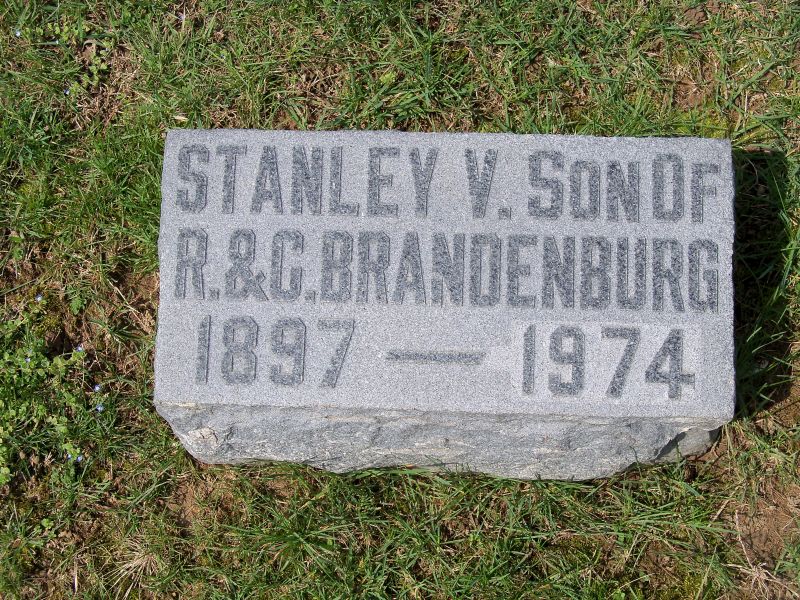 STANLEY V. SON OF
R. & C. BRANDENBURG
1897 — 1974